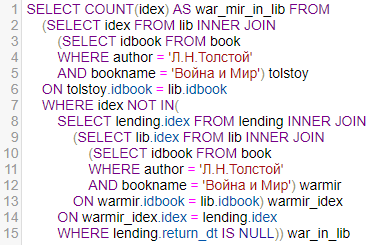 1 SELECT COUNT(idex) AS war_mir_in_lib FROM
2 (SELECT idex FROM lib INNER JOIN
3 (SELECT idbook FROM book
4 WHERE author = 'Л.Н.Толстой'
5 AND bookname = 'Война и Мир') tolstoy
6 ON tolstoy.idbook = lib.idbook
7 WHERE idex NOT IN(
8 SELECT lending.idex FROM lending INNER JOIN
9 (SELECT lib.idex FROM lib INNER JOIN
10 (SELECT idbook FROM book
11 WHERE author = 'Л.Н.Толстой'
12 AND bookname = 'Война и Мир') warmir
13 ON warmir.idbook = lib.idbook) warmir_idex
14 ON warmir_idex.idex = lending.idex
15 WHERE lending.return_dt IS NULL)) war_in_lib